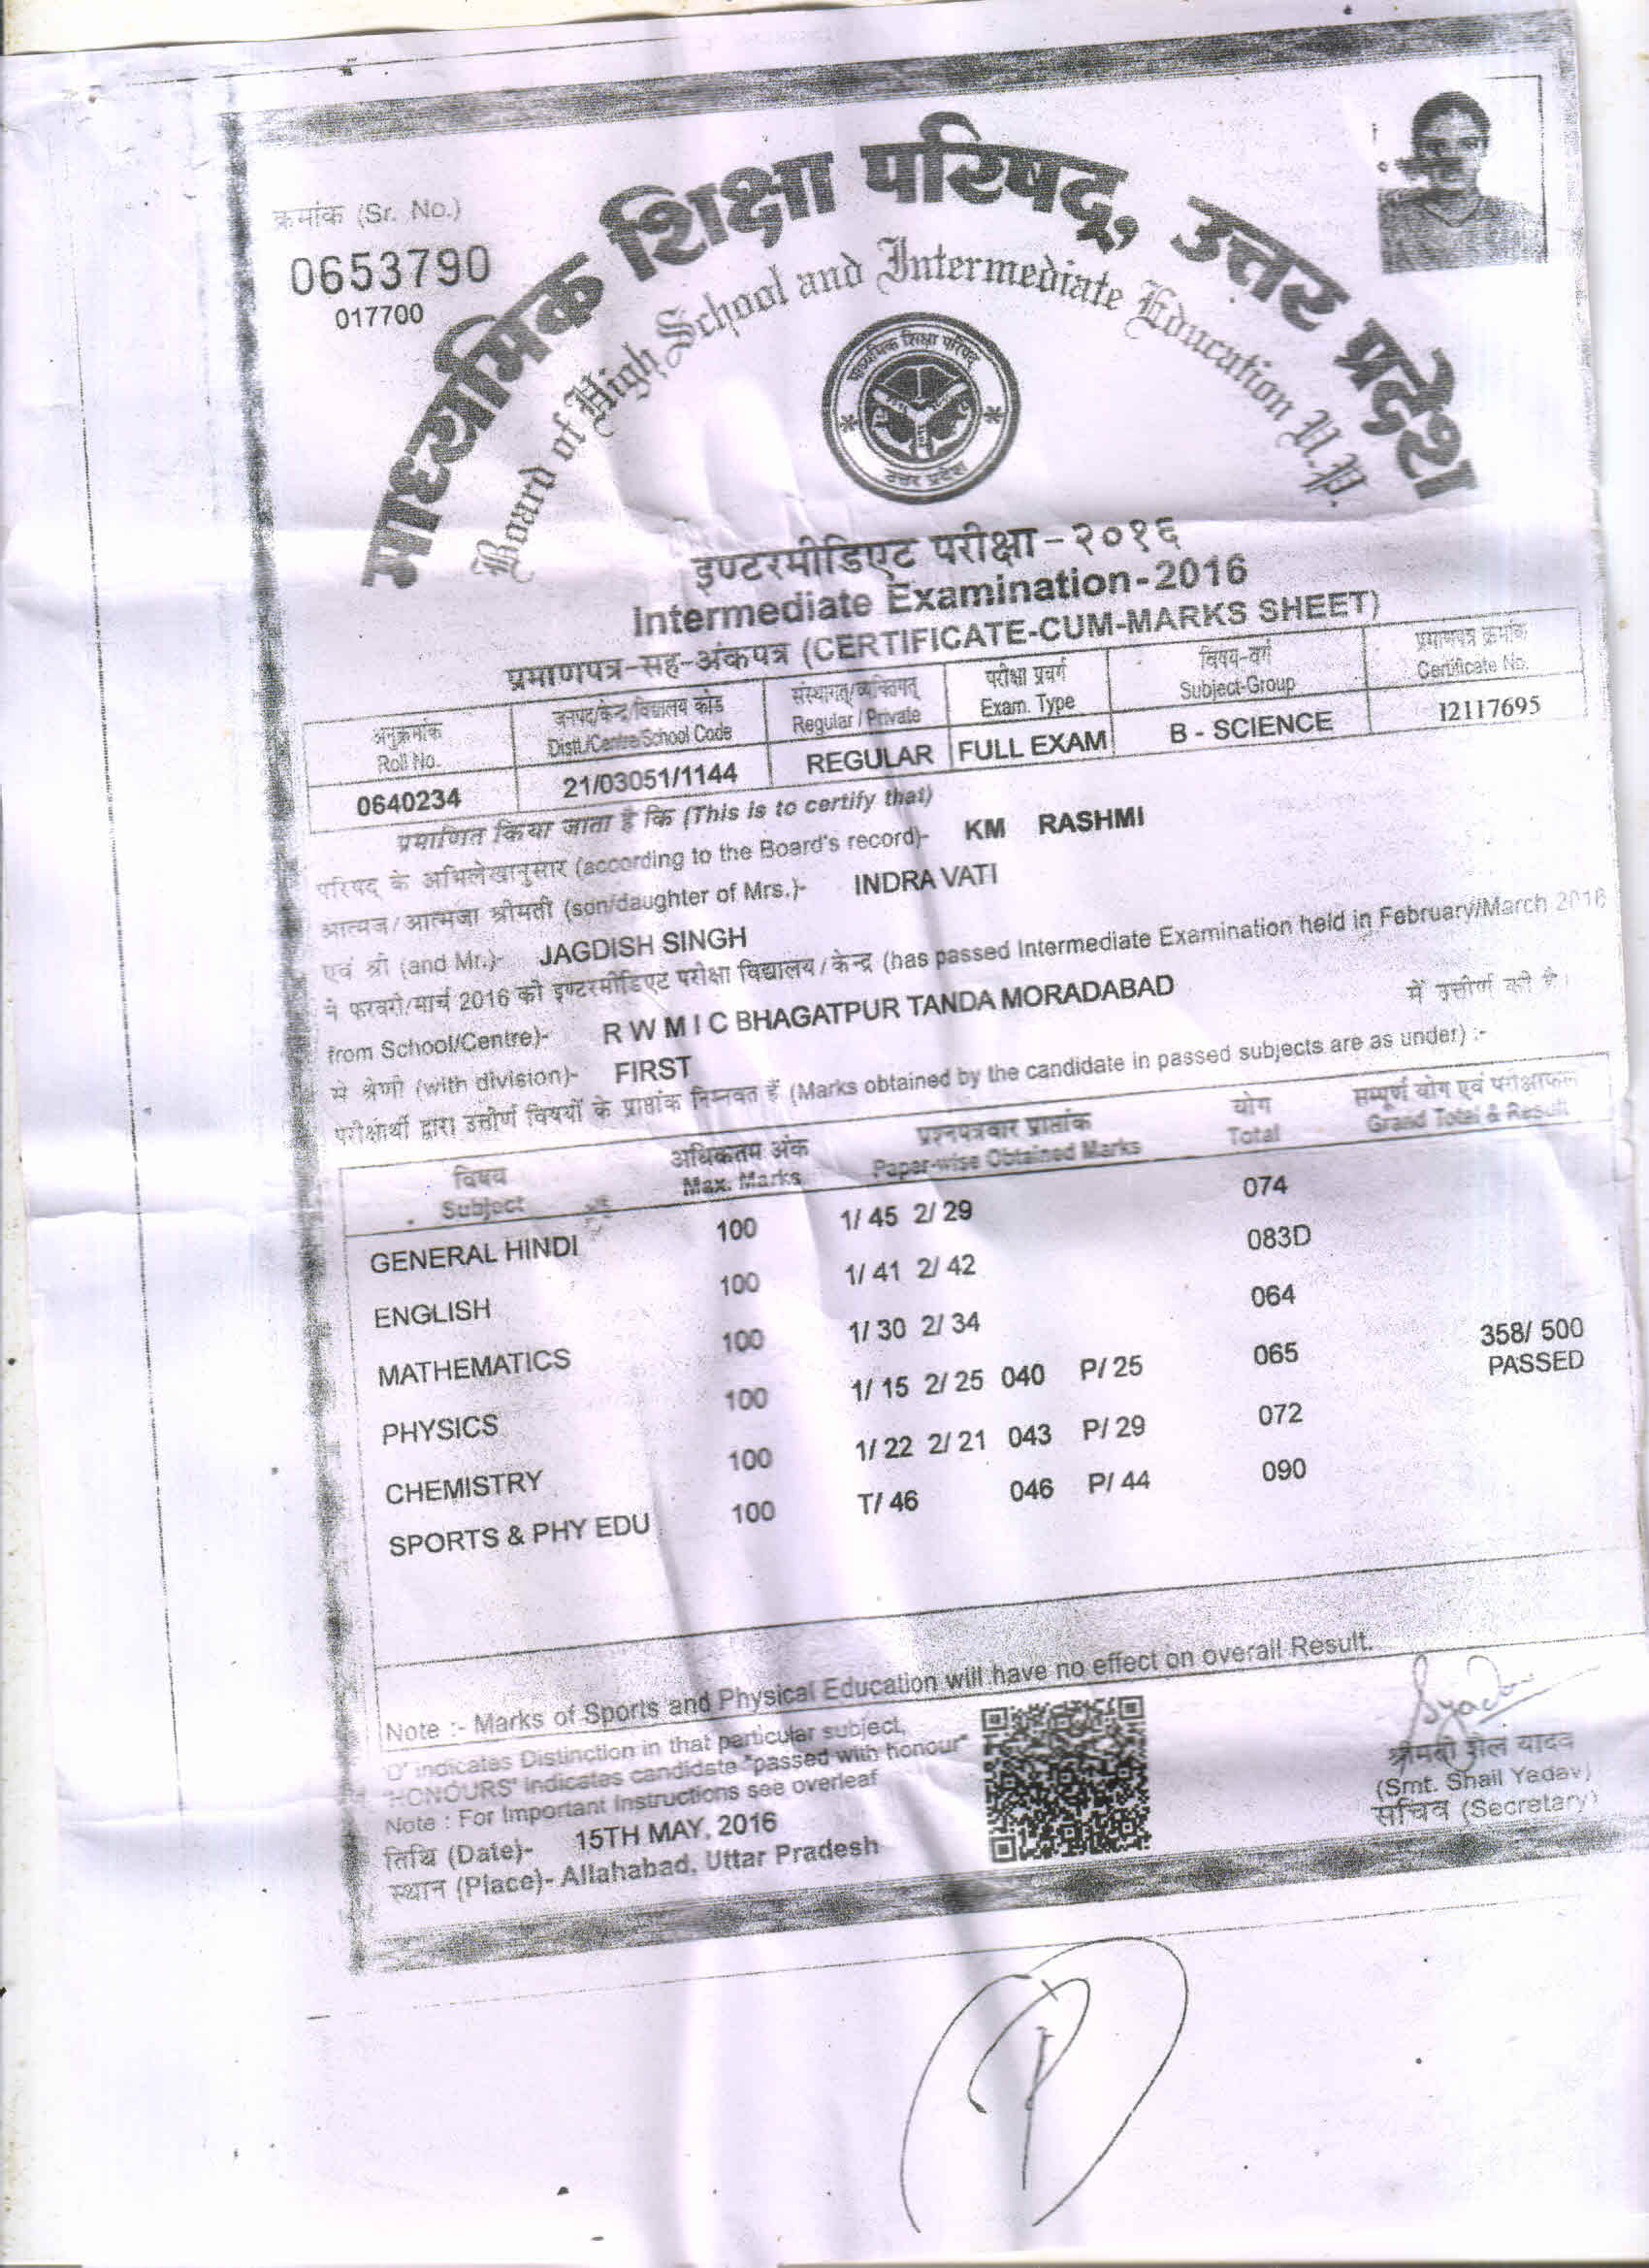 क्रमांक (Sr. No.)
0653790
017700
माध्यमिक शिक्षा परिषद्, उत्तर प्रदेश
Board of High School and Intermediate Education U.P.
माध्यमिक शिक्षा परिषद्
उत्तर प्रदेश
इण्टरमीडिएट परीक्षा-२०१६
Intermediate Examination-2016
प्रमाणपत्र-सह-अंकपत्र (CERTIFICATE-CUM-MARKS SHEET)
अनुक्रमांक जनपद/केन्द्र/विद्यालय कोड संस्थागत/व्यक्तिगत् परीक्षा प्रवर्ग विषय-वर्ग प्रमाणपत्र क्रमांक
Roll No. Distt./Centre/School Code Regular / Private Exam. Type Subject-Group Certificate No.
0640234 21/03051/1144 REGULAR FULL EXAM B - SCIENCE 12117695
प्रमाणित किया जाता है कि (This is to certify that)
परिषद के अभिलेखानुसार (according to the Board's record)- KM RASHMI
आत्मज/आत्मजा श्रीमती (son/daughter of Mrs.)- INDRA VATI
एवं श्री (and Mr.)- JAGDISH SINGH
ने फरवरी/मार्च 2016 की इण्टरमीडिएट परीक्षा विद्यालय/केन्द्र (has passed Intermediate Examination held in February/March 2016
from School/Centre)- R W M I C BHAGATPUR TANDA MORADABAD
से श्रेणी (with division)- FIRST में उत्तीर्ण की है।
परीक्षार्थी द्वारा उत्तीर्ण विषयों के प्राप्तांक निम्नवत हैं (Marks obtained by the candidate in passed subjects are as under) :-
विषय अधिकतम अंक प्रश्नपत्रवार प्राप्तांक योग सम्पूर्ण योग एवं परीक्षाफल
Subject Max. Marks Paper-wise Obtained Marks Total Grand Total & Result
GENERAL HINDI 100 1/ 45 2/ 29 074
ENGLISH 100 1/ 41 2/ 42 083D
MATHEMATICS 100 1/ 30 2/ 34 064
PHYSICS 100 1/ 15 2/ 25 040 P/ 25 065 358/ 500
PASSED
CHEMISTRY 100 1/ 22 2/ 21 043 P/ 29 072
SPORTS & PHY EDU 100 T/ 46 046 P/ 44 090
Note :- Marks of Sports and Physical Education will have no effect on overall Result.
'D' indicates Distinction in that particular subject,
'HONOURS' indicates candidate "passed with honour"
Note : For Important Instructions see overleaf
तिथि (Date)- 15TH MAY, 2016
स्थान (Place)- Allahabad, Uttar Pradesh
Syadav
श्रीमती शैल यादव
(Smt. Shail Yadav)
सचिव (Secretary)